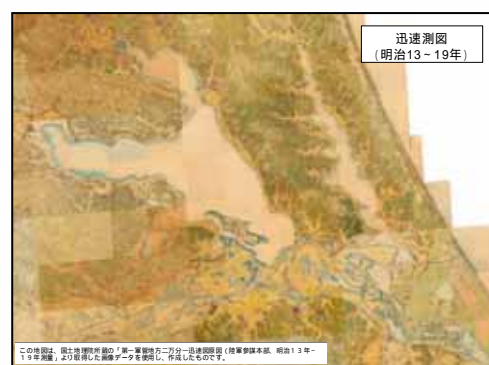 迅速測図
(明治13~19年)
この地図は、国土地理院所蔵の「第一軍管地方二万分一迅速図原図(陸軍参謀本部、明治13年-
19年測量)」より取得した画像データを使用し、作成したものです。